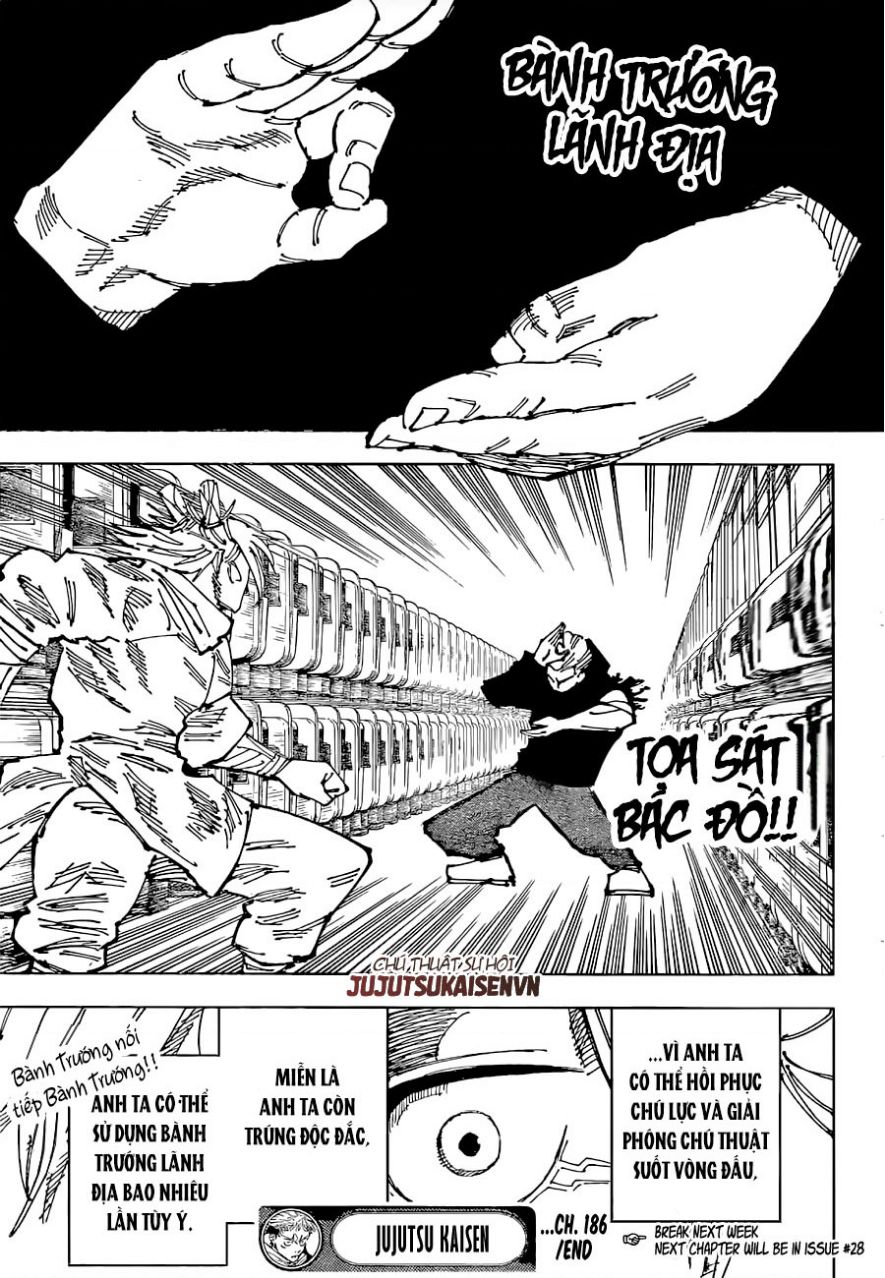 BÀNH TRƯỚNG
LÃNH ĐỊA
TỌA SÁT
BÁC ĐỒ!!
CHÚ THUẬT SƯ HỒI
JUJUTSUKAISENVN
...VÌ ANH TA
CÓ THỂ HỒI PHỤC
CHÚ LỰC VÀ GIẢI
PHÓNG CHÚ THUẬT
SUỐT VÒNG ĐẤU,
MIỄN LÀ
ANH TA CÒN
TRÚNG ĐỘC ĐẮC,
Bành Trướng nối
tiếp Bành Trướng!!
ANH TA CÓ THỂ
SỬ DỤNG BÀNH
TRƯỚNG LÃNH
ĐỊA BAO NHIÊU
LẦN TÙY Ý.
JUJUTSU KAISEN
...CH. 186
/END
BREAK NEXT WEEK
NEXT CHAPTER WILL BE IN ISSUE #28